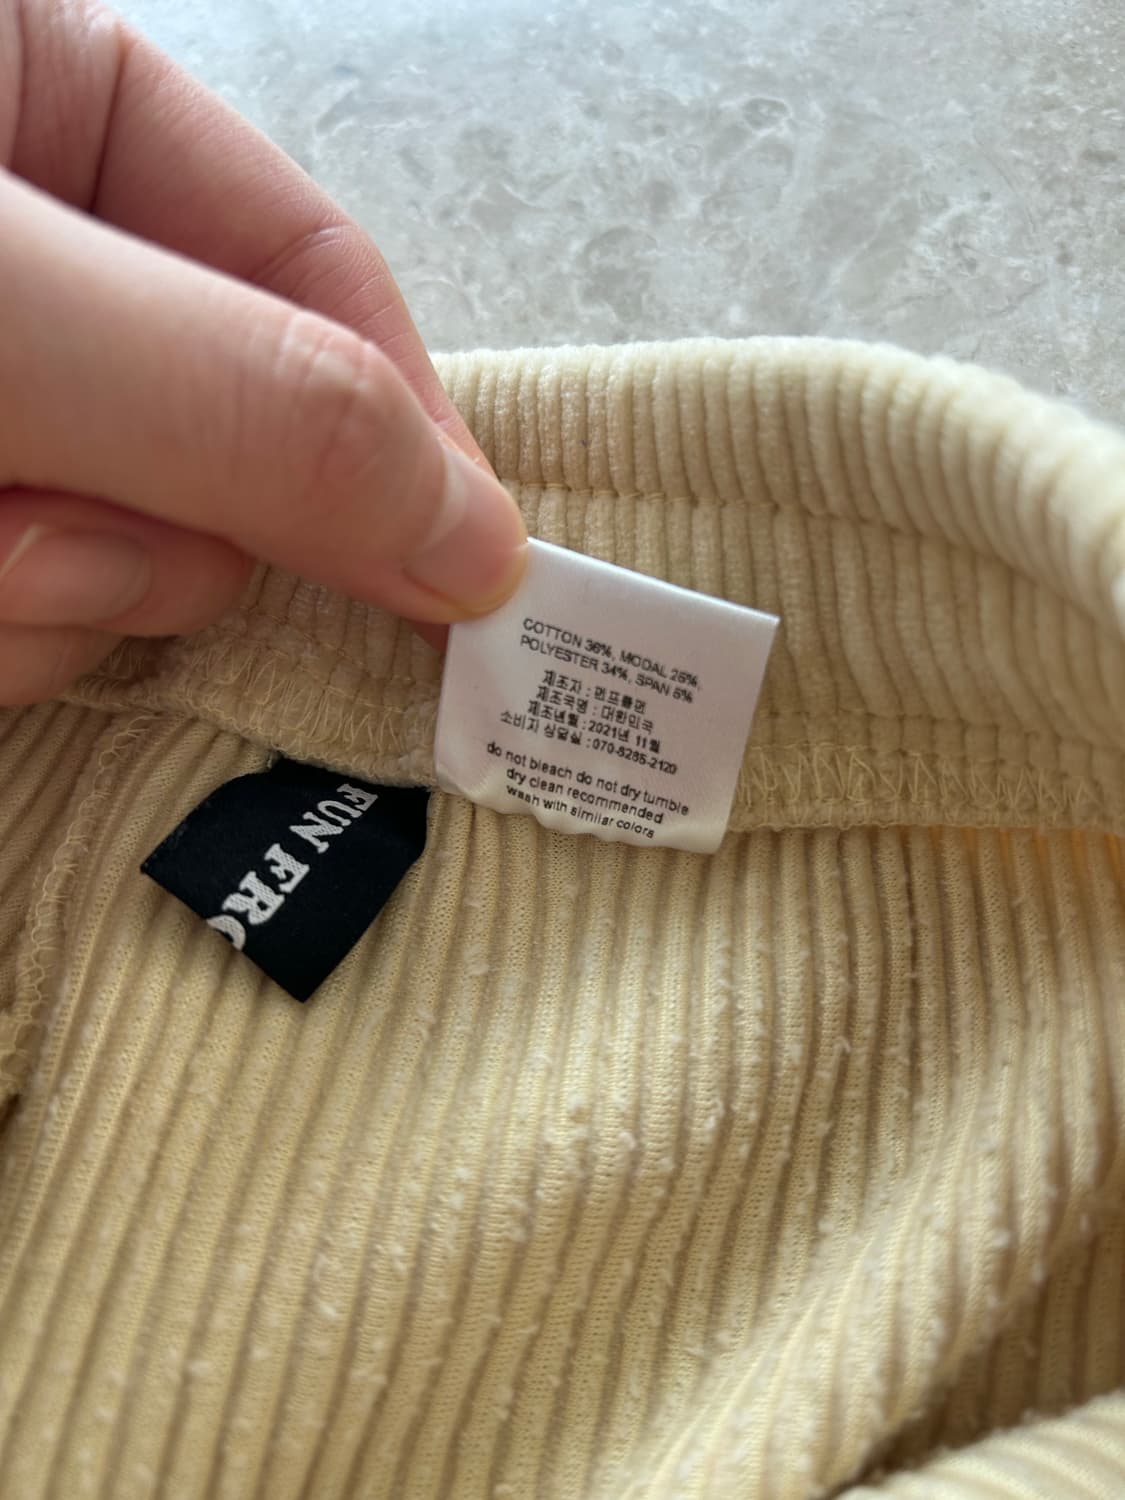 COTTON 36%, MODAL 26%,
POLYESTER 34%, SPAN 6%
제조자 : 펀프롬펀
제조국명 : 대한민국
제조년월 : 2021년 11월
소비자 상담실 : 070-8285-2120
do not bleach do not dry tumble
dry clean recommended
wash with similar colors
FUN FRO